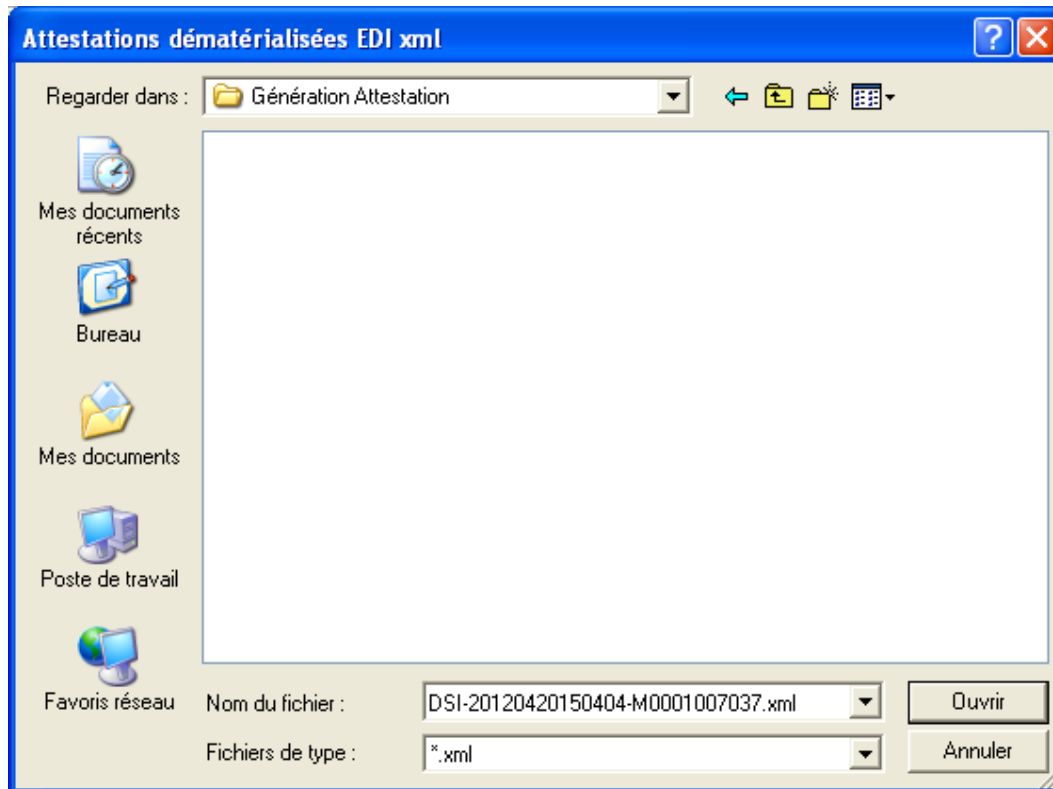 Attestations dématérialisées EDI xml
Regarder dans :
Génération Attestation
Mes documents
récents
Bureau
Mes documents
Poste de travail
Favoris réseau
Nom du fichier :
DSI-20120420150404-M0001007037.xml
Ouvrir
Fichiers de type :
*.xml
Annuler